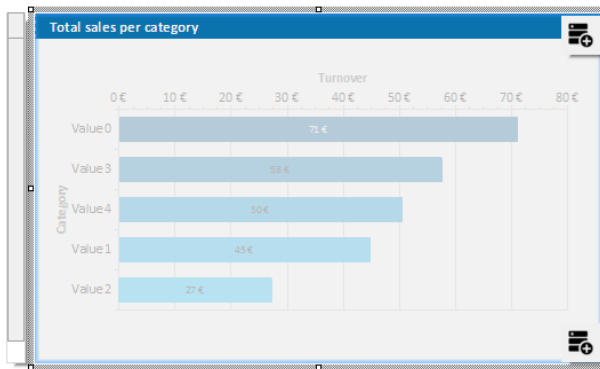 Total sales per category
Turnover
0 € 10 € 20 € 30 € 40 € 50 € 60 € 70 € 80 €
Category
Value 0 71 €
Value 3 58 €
Value 4 50 €
Value 1 45 €
Value 2 27 €